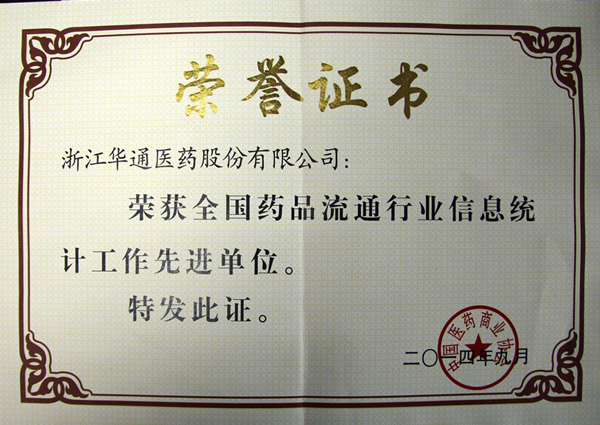 荣誉证书
浙江华通医药股份有限公司：
荣获全国药品流通行业信息统
计工作先进单位。
特发此证。
中国医药商业协会
二〇一四年九月